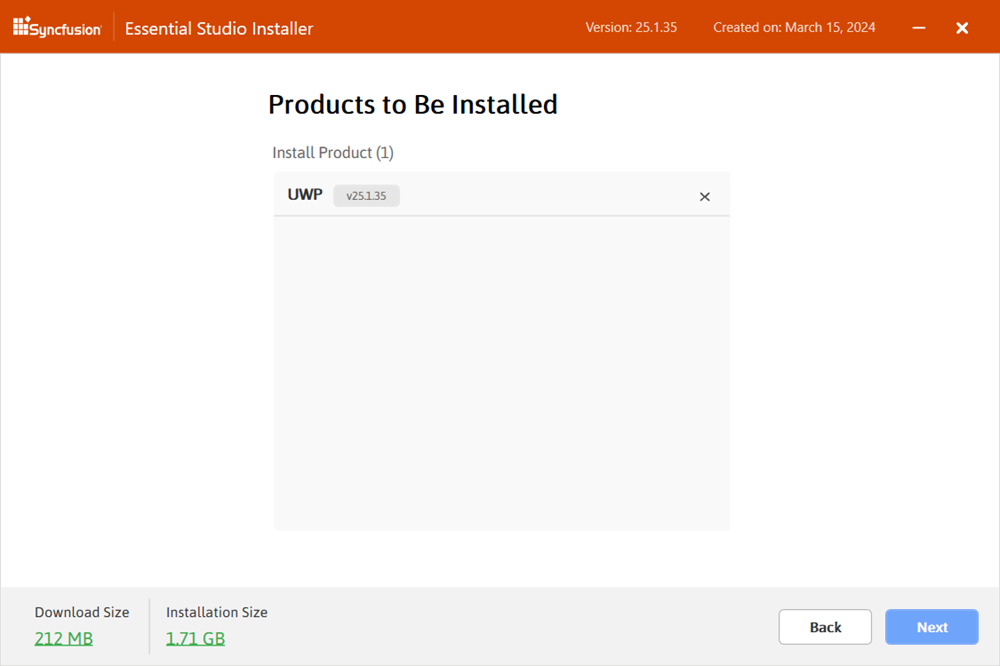 Syncfusion Essential Studio Installer Version: 25.1.35 Created on: March 15, 2024
Products to Be Installed
Install Product (1)
UWP v25.1.35
Download Size Installation Size
212 MB 1.71 GB
Back Next